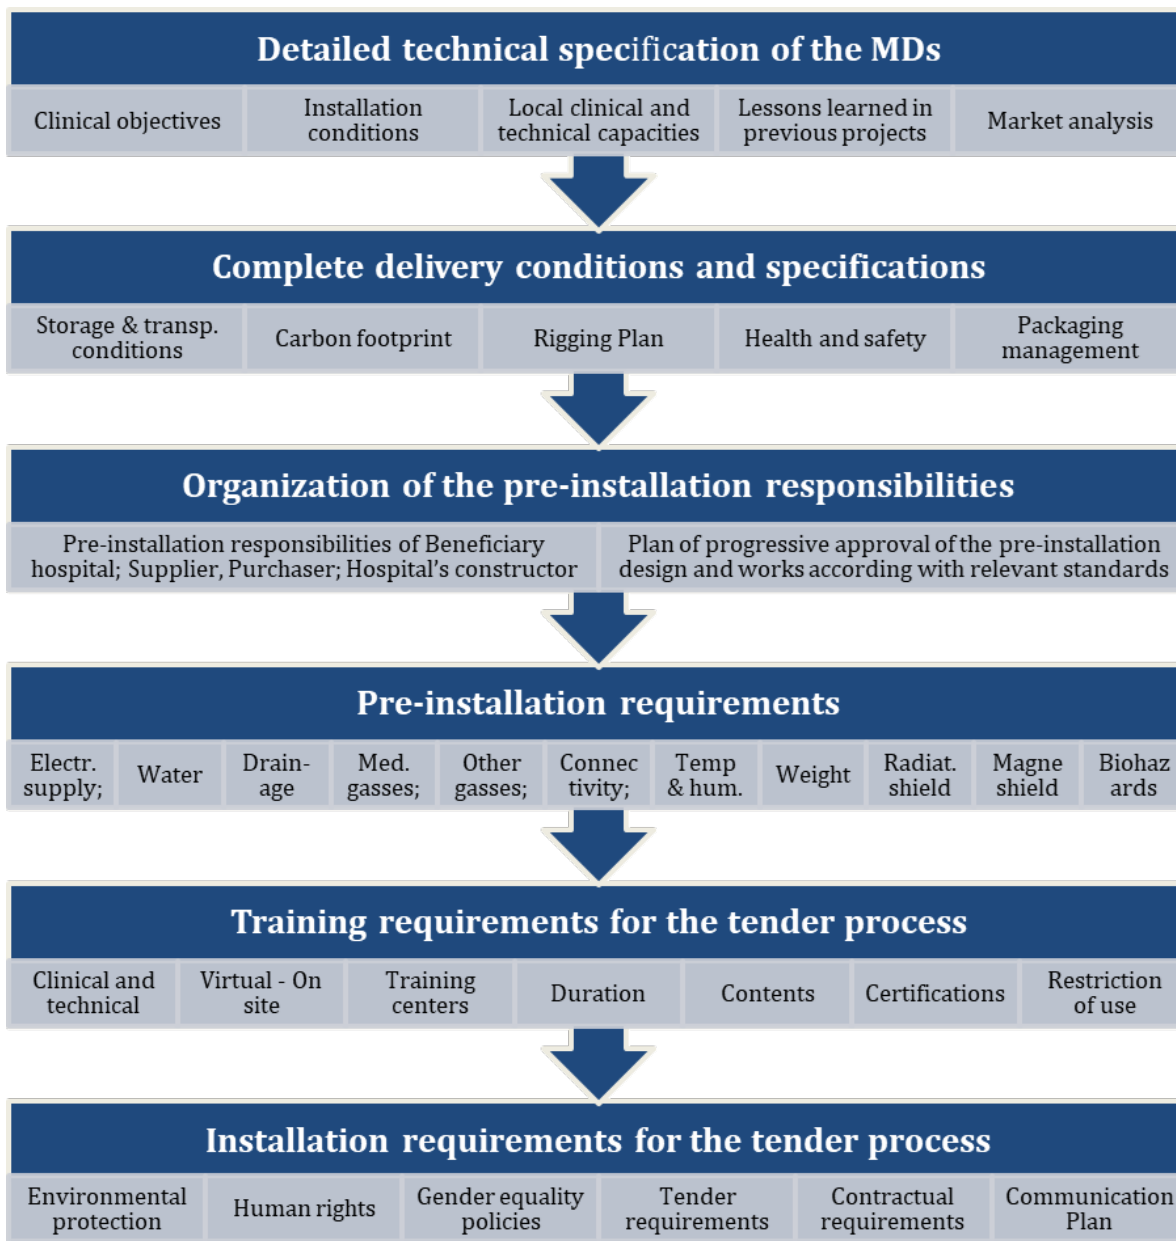 Detailed technical specification of the MDs
Clinical objectives
Installation
conditions
Local clinical and
technical capacities
Lessons learned in
previous projects
Market analysis
Complete delivery conditions and specifications
Storage & transp.
conditions
Carbon footprint
Rigging Plan
Health and safety
Packaging
management
Organization of the pre-installation responsibilities
Pre-installation responsibilities of Beneficiary
hospital; Supplier, Purchaser; Hospital's constructor
Plan of progressive approval of the pre-installation
design and works according with relevant standards
Pre-installation requirements
Electr.
supply;
Water
Drain-
age
Med.
gasses;
Other
gasses;
Connec
tivity;
Temp
& hum.
Weight
Radiat.
shield
Magne
shield
Biohaz
ards
Training requirements for the tender process
Clinical and
technical
Virtual - On
site
Training
centers
Duration
Contents
Certifications
Restriction
of use
Installation requirements for the tender process
Environmental
protection
Human rights
Gender equality
policies
Tender
requirements
Contractual
requirements
Communication
Plan